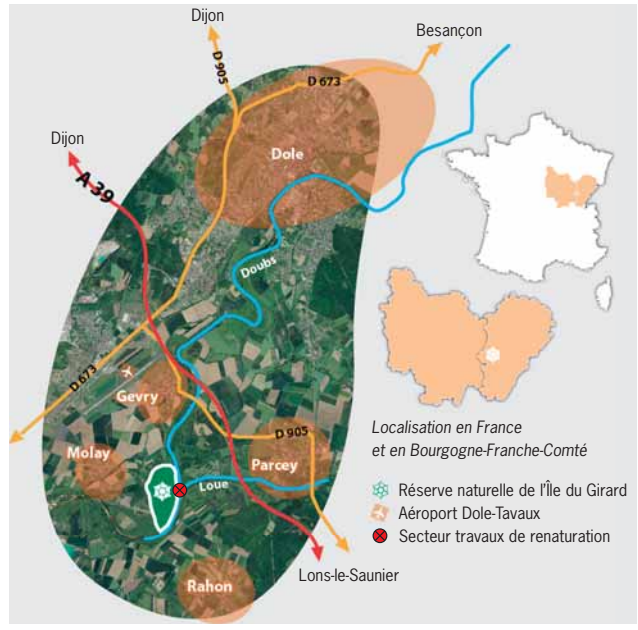 Dijon
Besançon
D 905
D 673
Dijon
Dole
A 39
Doubs
D 673
Gevry
Molay
D 905
Parcey
Loue
Lons-le-Saunier
Rahon
Localisation en France
et en Bourgogne-Franche-Comté
Réserve naturelle de l'Île du Girard
Aéroport Dole-Tavaux
Secteur travaux de renaturation